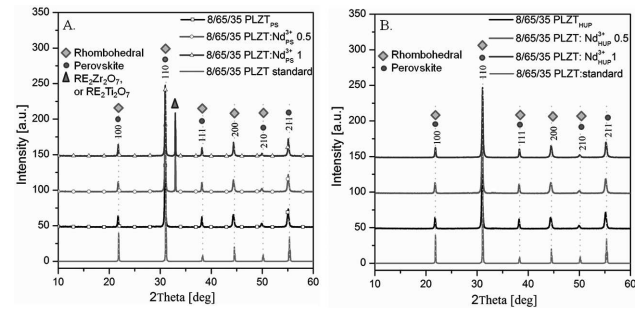 A.
8/65/35 PLZT_PS
8/65/35 PLZT:Nd³⁺_PS 0.5
8/65/35 PLZT:Nd³⁺_PS 1
8/65/35 PLZT standard
Rhombohedral
Perovskite
RE₂Zr₂O₇,
or RE₂Ti₂O₇
100
110
111
200
210
211
350
300
250
200
150
100
50
0
Intensity [a.u.]
10 20 30 40 50 60
2Theta [deg]
B.
8/65/35 PLZT_HUP
8/65/35 PLZT: Nd³⁺_HUP 0.5
8/65/35 PLZT: Nd³⁺_HUP 1
8/65/35 PLZT:standard
Rhombohedral
Perovskite
100
110
111
200
210
211
350
300
250
200
150
100
50
0
Intensity [a.u.]
10 20 30 40 50 60
2Theta [deg]